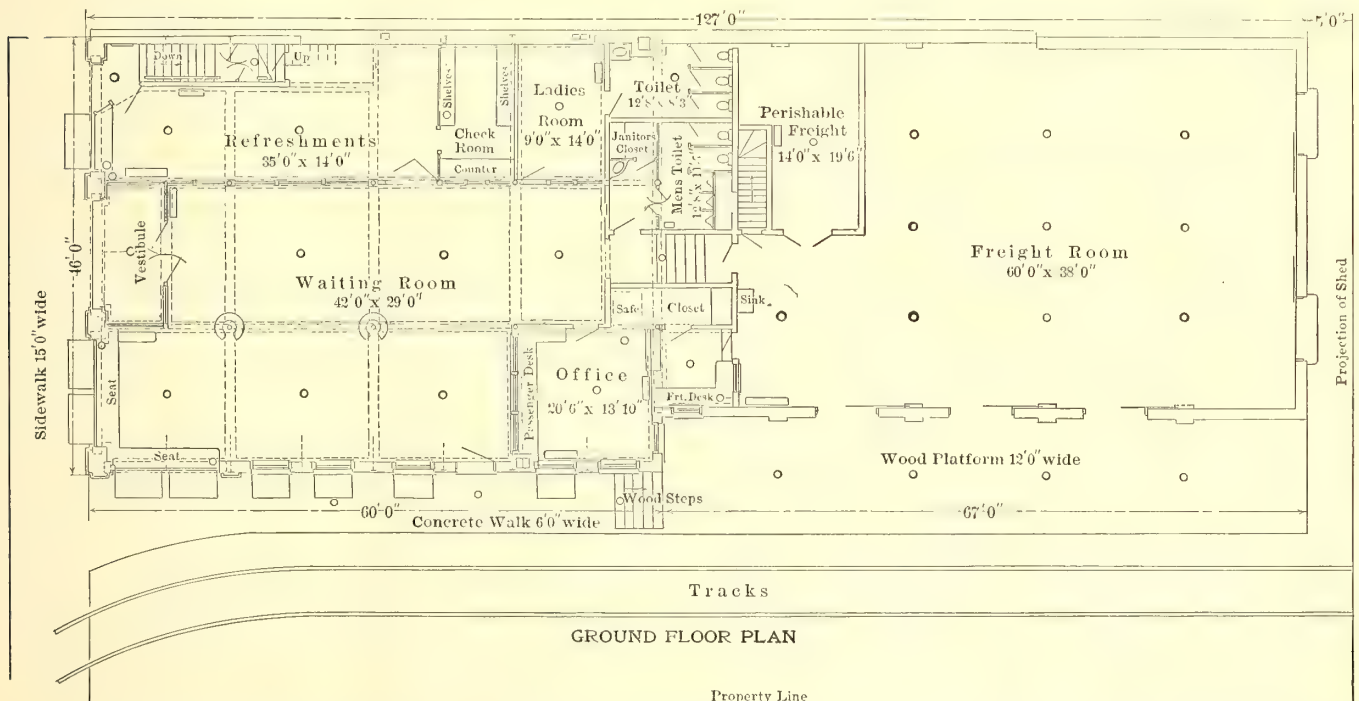 127'0"
5'0"
Down
Up
Shelves
Shelves
Ladies
Room
9'0" x 14'0"
Toilet
12'8" x 8'3"
Perishable
Freight
14'0" x 19'6"
Refreshments
35'0" x 14'0"
Check
Room
Counter
Janitors
Closet
Mens Toilet
Vestibule
46'0"
Sidewalk 15'0" wide
Waiting Room
42'0" x 29'0"
Freight Room
60'0" x 38'0"
Projection of Shed
Safe
Closet
Sink
Seat
Passenger Desk
Office
20'6" x 13'10"
Frt. Desk
Seat
Wood Platform 12'0" wide
Wood Steps
60'0"
Concrete Walk 6'0" wide
67'0"
Tracks
GROUND FLOOR PLAN
Property Line